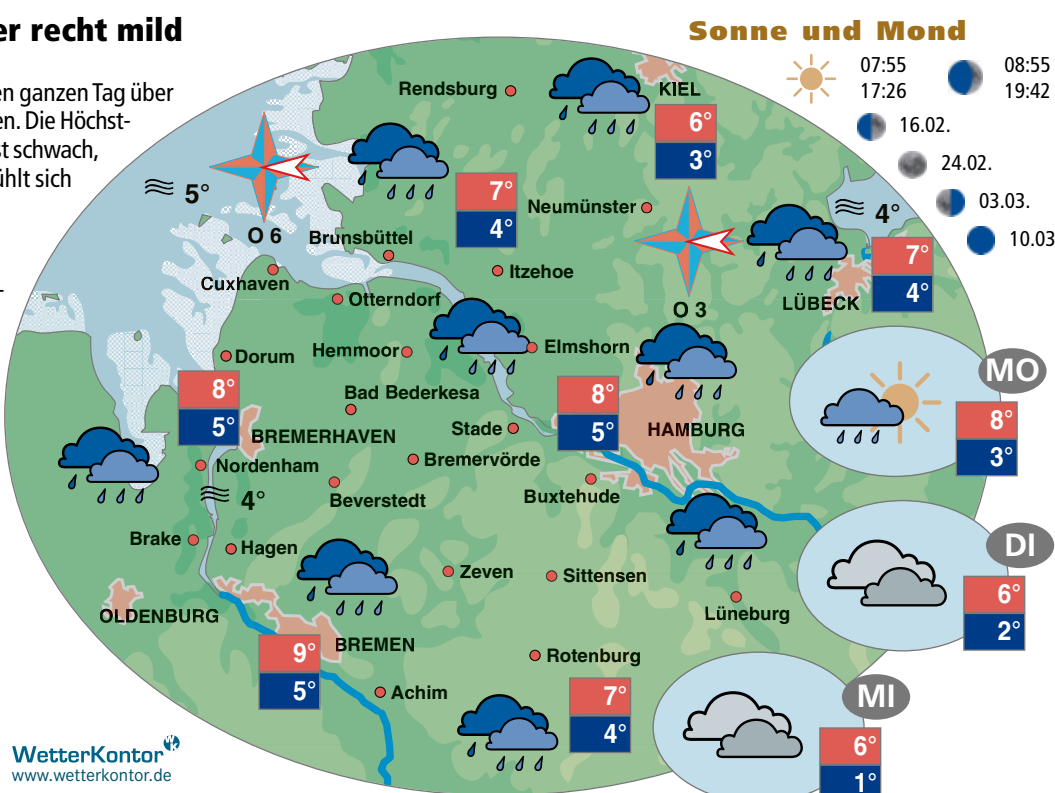 er recht mild
en ganzen Tag über
en. Die Höchst-
st schwach,
ühlt sich
Sonne und Mond
07:55
17:26
08:55
19:42
16.02.
24.02.
03.03.
10.03
Rendsburg
KIEL
6°
3°
5°
7°
4°
Neumünster
4°
O 6
Brunsbüttel
Itzehoe
7°
4°
Cuxhaven
Otterndorf
LÜBECK
O 3
Dorum
Hemmoor
Elmshorn
MO
8°
5°
Bad Bederkesa
8°
5°
8°
3°
BREMERHAVEN
Stade
HAMBURG
Nordenham
Bremervörde
4°
Beverstedt
Buxtehude
Brake
Hagen
DI
Zeven
Sittensen
6°
2°
OLDENBURG
Lüneburg
BREMEN
9°
5°
Rotenburg
Achim
7°
4°
MI
6°
1°
WetterKontor
www.wetterkontor.de